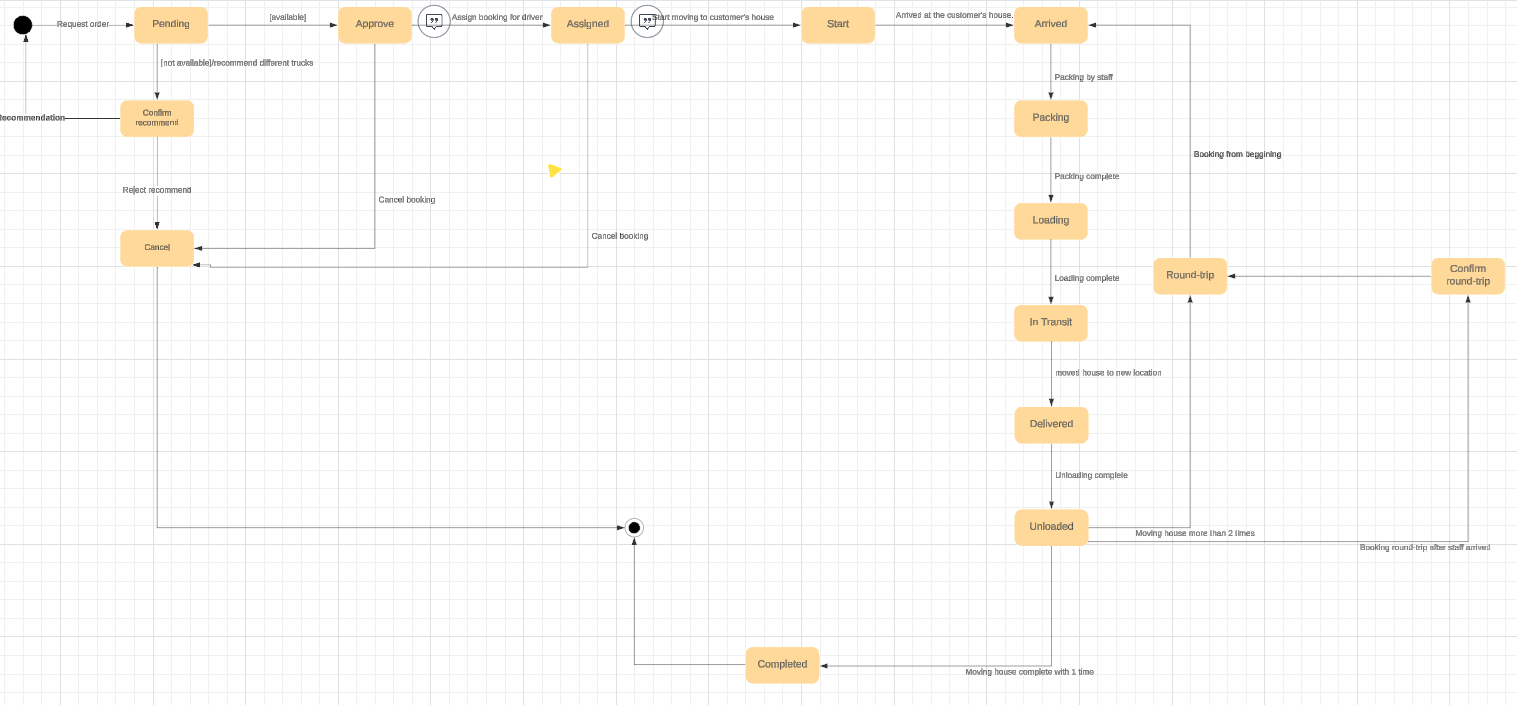 Request order
Pending
[available]
Approve
Assign booking for driver
Assigned
Start moving to customer's house
Start
Arrived at the customer's house.
Arrived
[not available]/recommend different trucks
Packing by staff
Confirm
recommend
ecommendation
Packing
Booking from beggining
Packing complete
Reject recommend
Cancel booking
Loading
Cancel booking
Cancel
Loading complete
Round-trip
Confirm
round-trip
In Transit
moved house to new location
Delivered
Unloading complete
Unloaded
Moving house more than 2 times
Booking round-trip after staff arrived
Completed
Moving house complete with 1 time